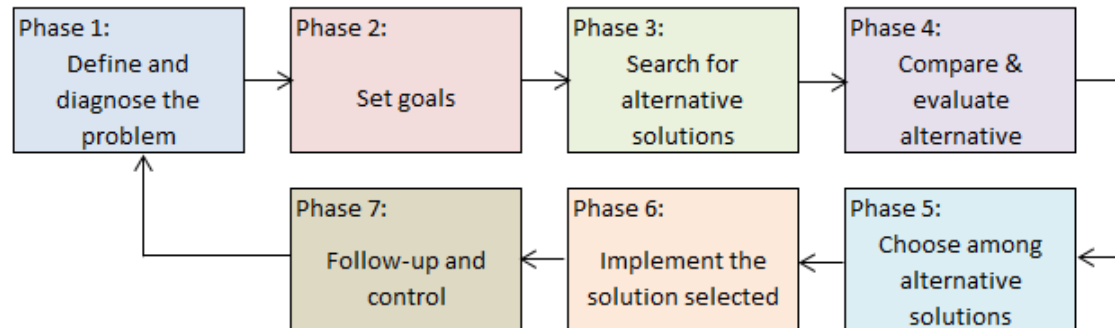 Phase 1:
Define and
diagnose the
problem
Phase 2:
Set goals
Phase 3:
Search for
alternative
solutions
Phase 4:
Compare &
evaluate
alternative
Phase 5:
Choose among
alternative
solutions
Phase 6:
Implement the
solution selected
Phase 7:
Follow-up and
control